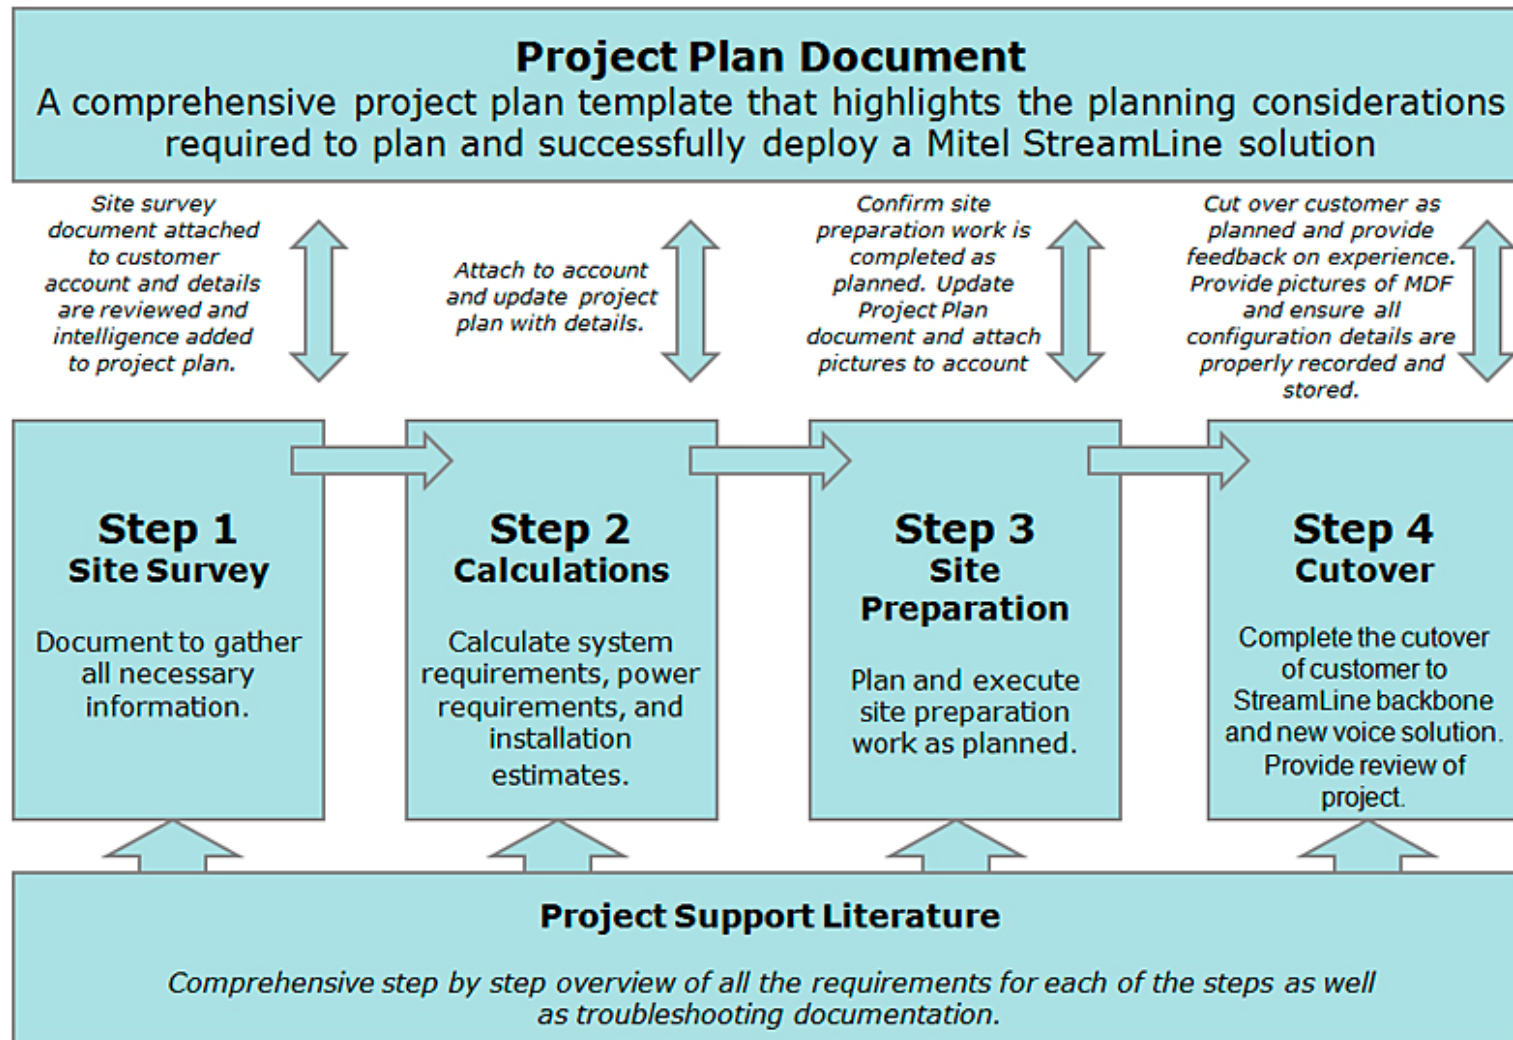 Project Plan Document
A comprehensive project plan template that highlights the planning considerations
required to plan and successfully deploy a Mitel StreamLine solution
Site survey
document attached
to customer
account and details
are reviewed and
intelligence added
to project plan.
Attach to account
and update project
plan with details.
Confirm site
preparation work is
completed as
planned. Update
Project Plan
document and attach
pictures to account
Cut over customer as
planned and provide
feedback on experience.
Provide pictures of MDF
and ensure all
configuration details are
properly recorded and
stored.
Step 1
Site Survey
Document to gather
all necessary
information.
Step 2
Calculations
Calculate system
requirements, power
requirements, and
installation
estimates.
Step 3
Site
Preparation
Plan and execute
site preparation
work as planned.
Step 4
Cutover
Complete the cutover
of customer to
StreamLine backbone
and new voice solution.
Provide review of
project.
Project Support Literature
Comprehensive step by step overview of all the requirements for each of the steps as well
as troubleshooting documentation.